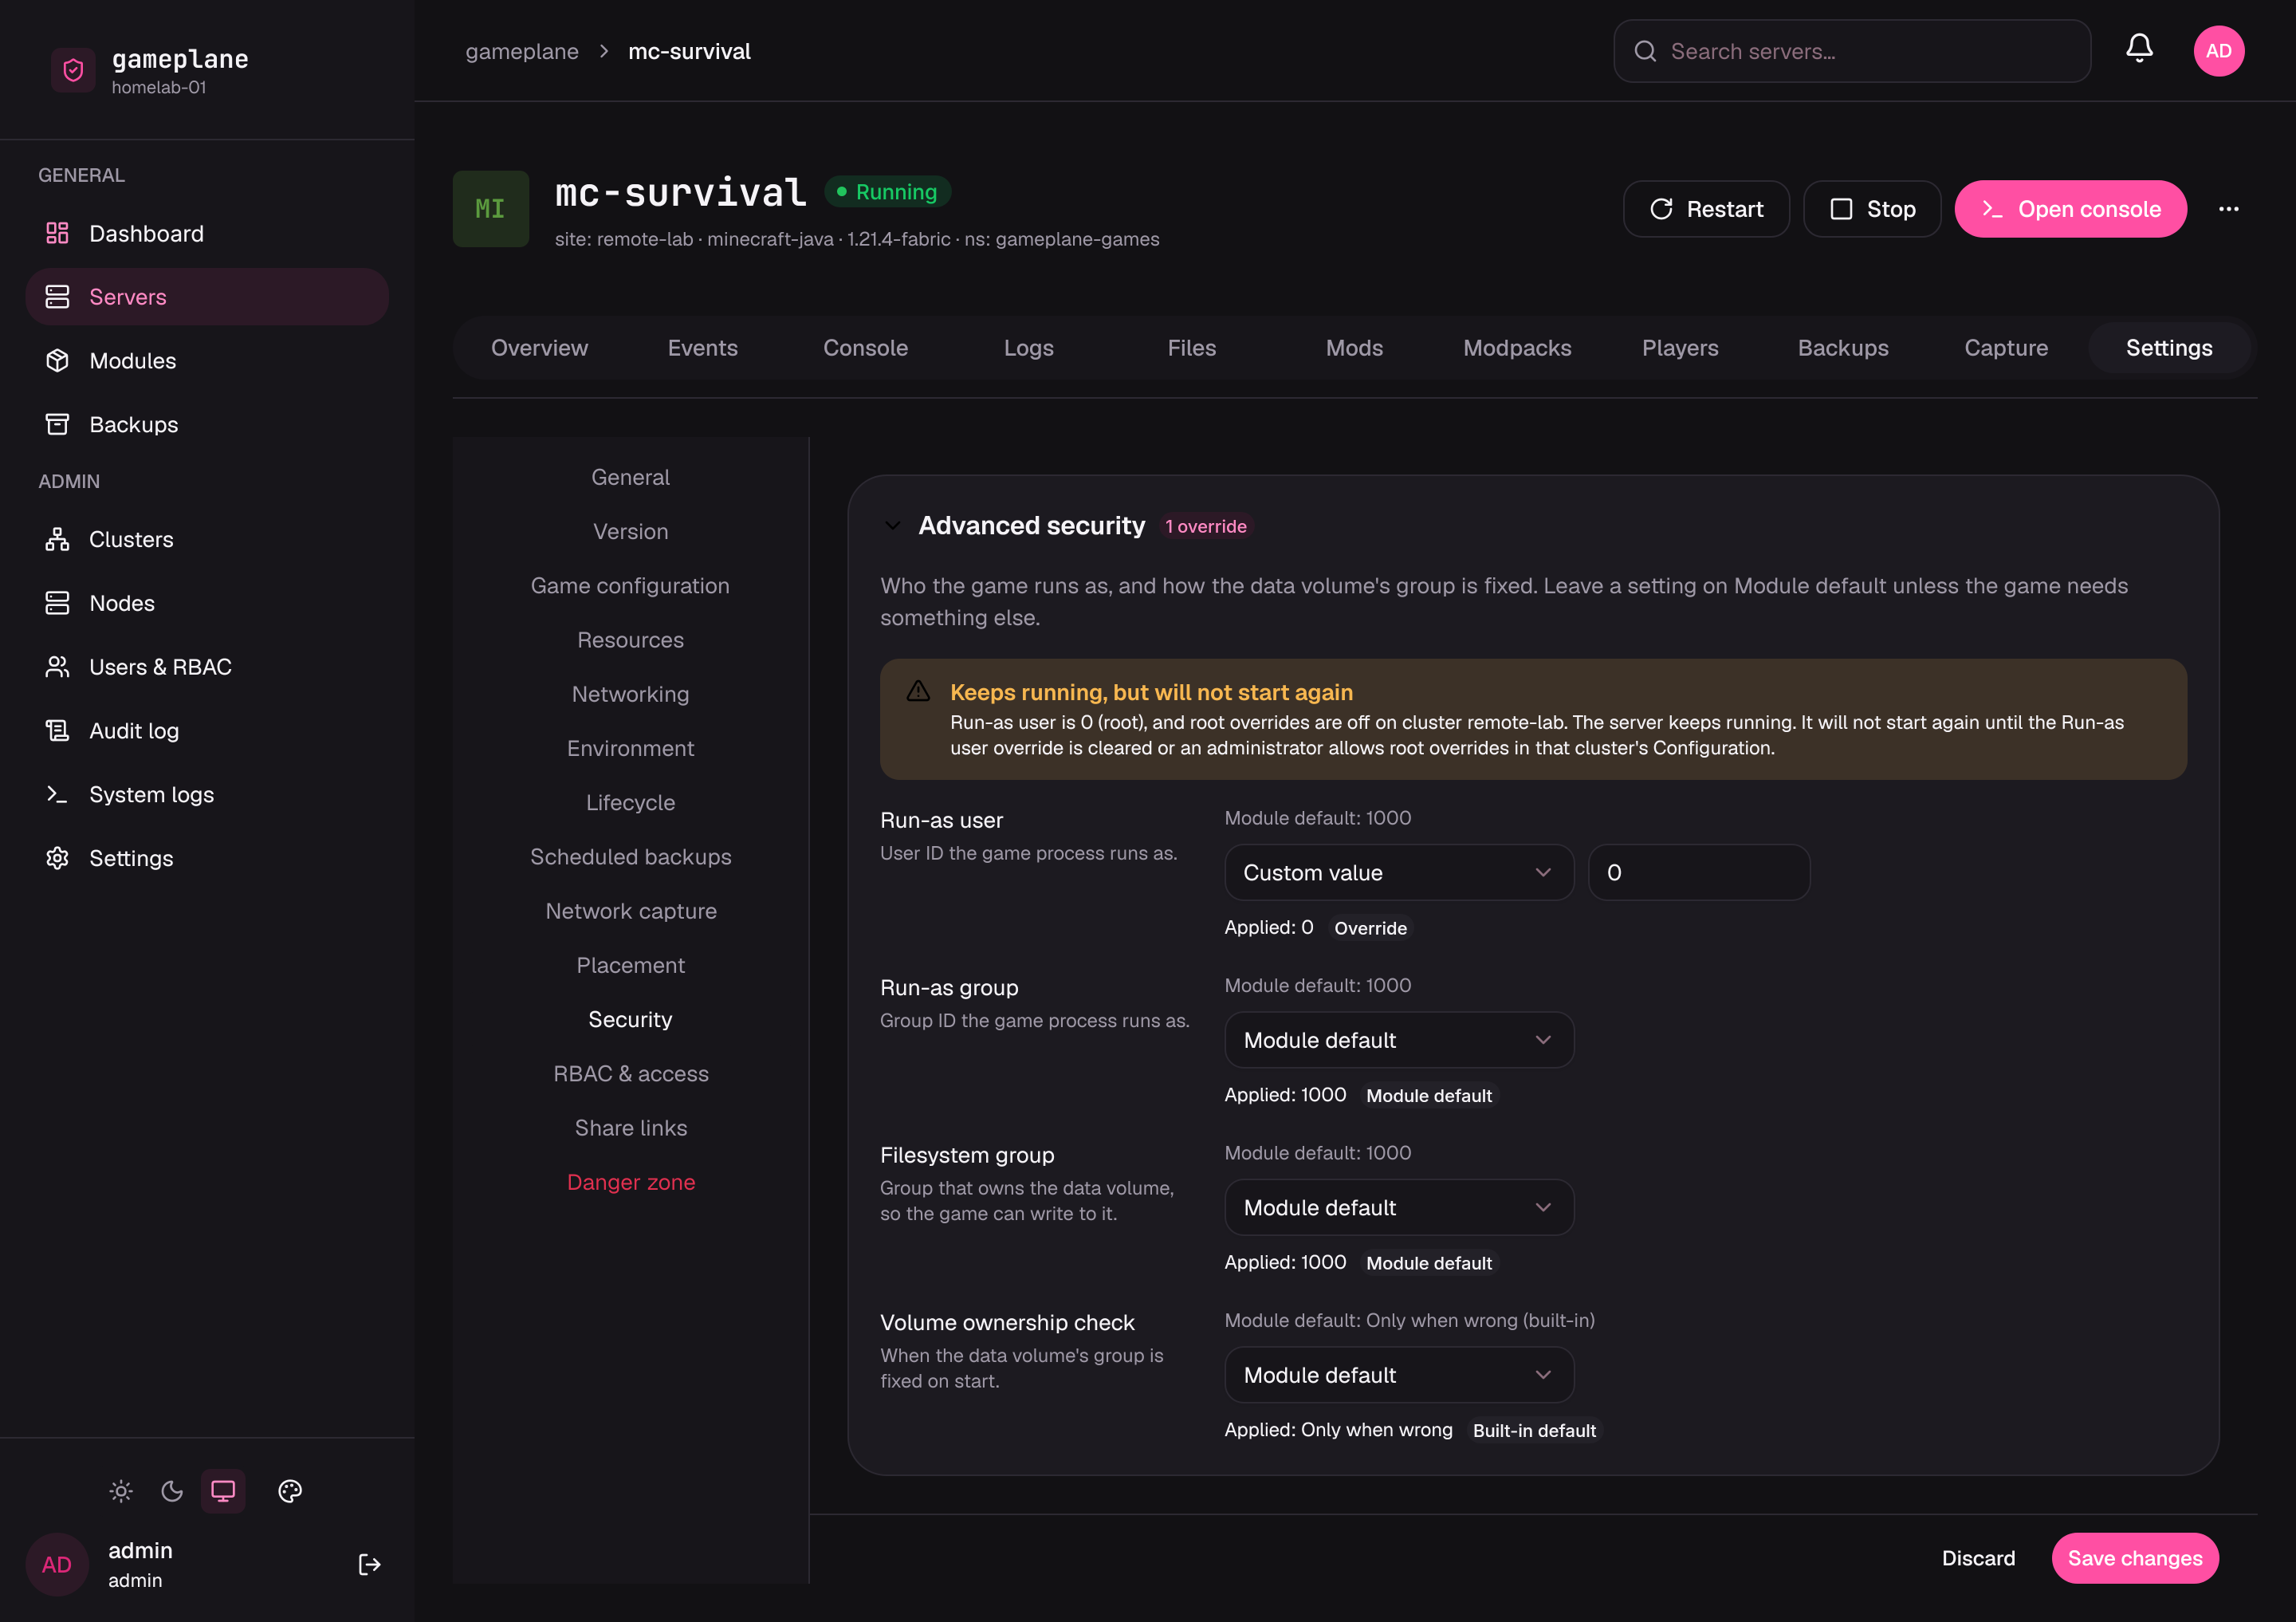 gameplane
homelab-01
GENERAL
Dashboard
Servers
Modules
Backups
ADMIN
Clusters
Nodes
Users & RBAC
Audit log
System logs
Settings
AD
admin
admin
gameplane > mc-survival
Search servers...
AD
MI
mc-survival
Running
site: remote-lab · minecraft-java · 1.21.4-fabric · ns: gameplane-games
Restart
Stop
Open console
Overview
Events
Console
Logs
Files
Mods
Modpacks
Players
Backups
Capture
Settings
General
Version
Game configuration
Resources
Networking
Environment
Lifecycle
Scheduled backups
Network capture
Placement
Security
RBAC & access
Share links
Danger zone
Advanced security 1 override
Who the game runs as, and how the data volume's group is fixed. Leave a setting on Module default unless the game needs
something else.
Keeps running, but will not start again
Run-as user is 0 (root), and root overrides are off on cluster remote-lab. The server keeps running. It will not start again until the Run-as
user override is cleared or an administrator allows root overrides in that cluster's Configuration.
Run-as user
User ID the game process runs as.
Module default: 1000
Custom value
0
Applied: 0 Override
Run-as group
Group ID the game process runs as.
Module default: 1000
Module default
Applied: 1000 Module default
Filesystem group
Group that owns the data volume,
so the game can write to it.
Module default: 1000
Module default
Applied: 1000 Module default
Volume ownership check
When the data volume's group is
fixed on start.
Module default: Only when wrong (built-in)
Module default
Applied: Only when wrong Built-in default
Discard
Save changes